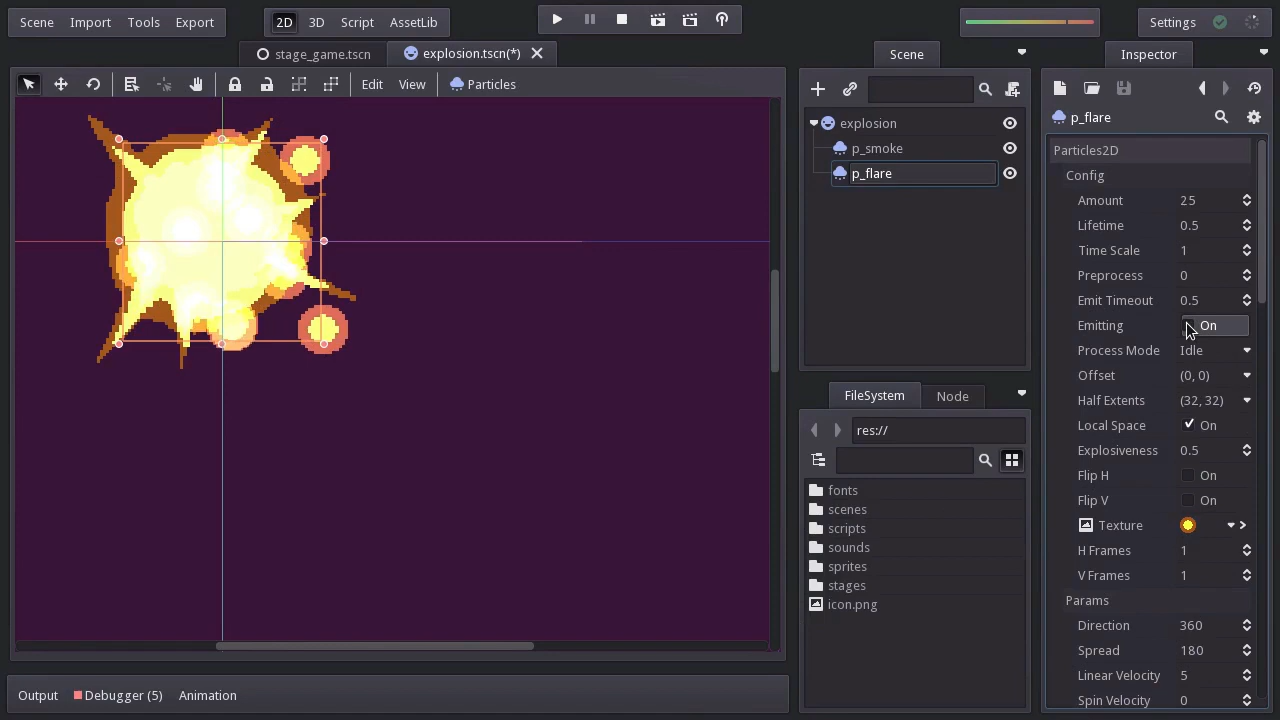 Scene Import Tools Export
2D 3D Script AssetLib
Settings
stage_game.tscn
explosion.tscn(*)
Edit View Particles
Output Debugger (5) Animation
Scene
explosion
p_smoke
p_flare
FileSystem Node
res://
fonts
scenes
scripts
sounds
sprites
stages
icon.png
Inspector
p_flare
Particles2D
Config
Amount 25
Lifetime 0.5
Time Scale 1
Preprocess 0
Emit Timeout 0.5
Emitting On
Process Mode Idle
Offset (0, 0)
Half Extents (32, 32)
Local Space On
Explosiveness 0.5
Flip H On
Flip V On
Texture
H Frames 1
V Frames 1
Params
Direction 360
Spread 180
Linear Velocity 5
Spin Velocity 0